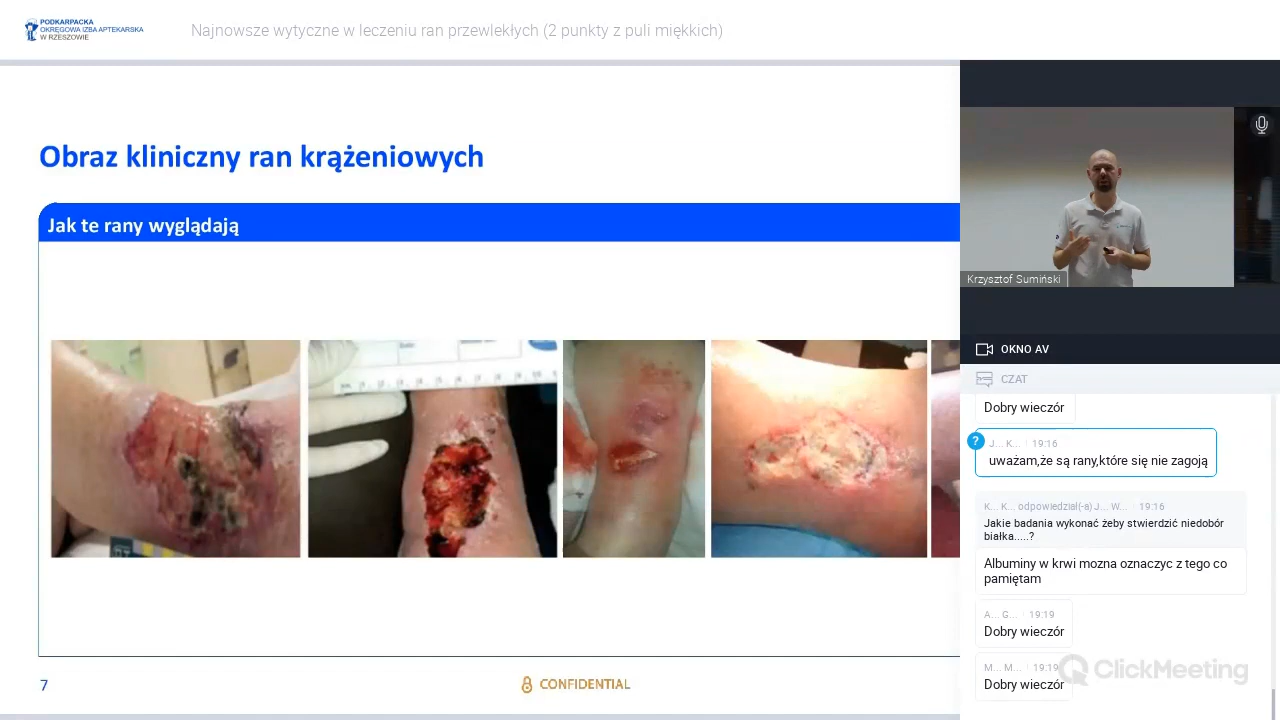 PODKARPACKA
OKRĘGOWA IZBA APTEKARSKA
W RZESZOWIE
Najnowsze wytyczne w leczeniu ran przewlekłych (2 punkty z puli miękkich)
Obraz kliniczny ran krążeniowych
Jak te rany wyglądają
7
CONFIDENTIAL
Krzysztof Sumiński
OKNO AV
CZAT
Dobry wieczór
?
J... K... 19:16
uważam,że są rany,które się nie zagoją
K... K... odpowiedział(-a) J... W... 19:16
Jakie badania wykonać żeby stwierdzić niedobór
białka.....?
Albuminy w krwi mozna oznaczyc z tego co
pamiętam
A... G... 19:19
Dobry wieczór
M... M... 19:19
Dobry wieczór
ClickMeeting